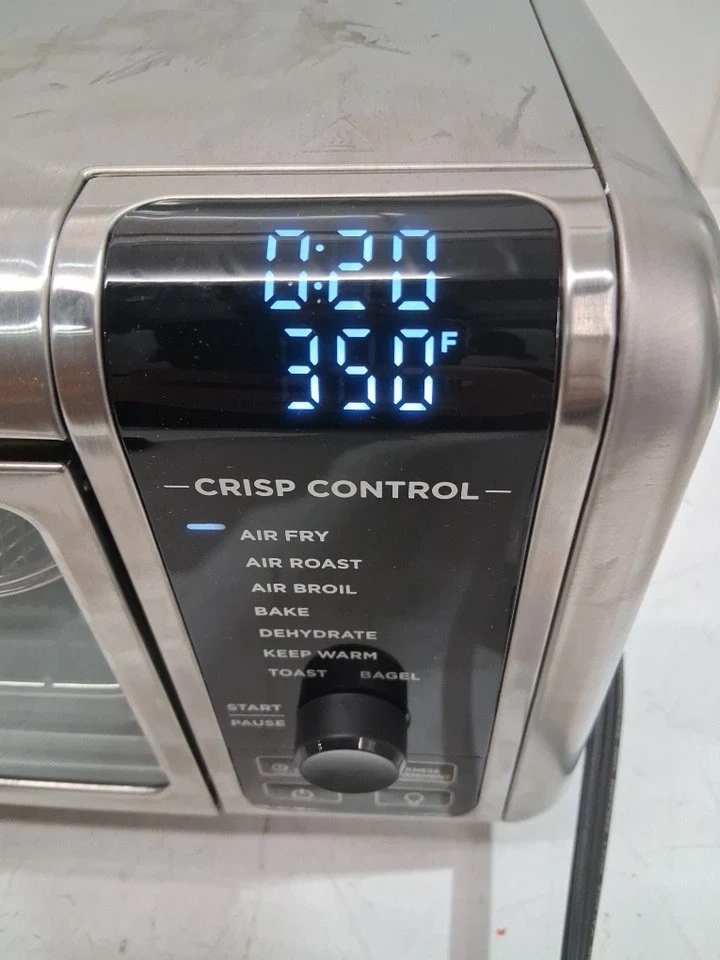 0:20
350F
CRISP CONTROL
AIR FRY
AIR ROAST
AIR BROIL
BAKE
DEHYDRATE
KEEP WARM
TOAST BAGEL
START
PAUSE